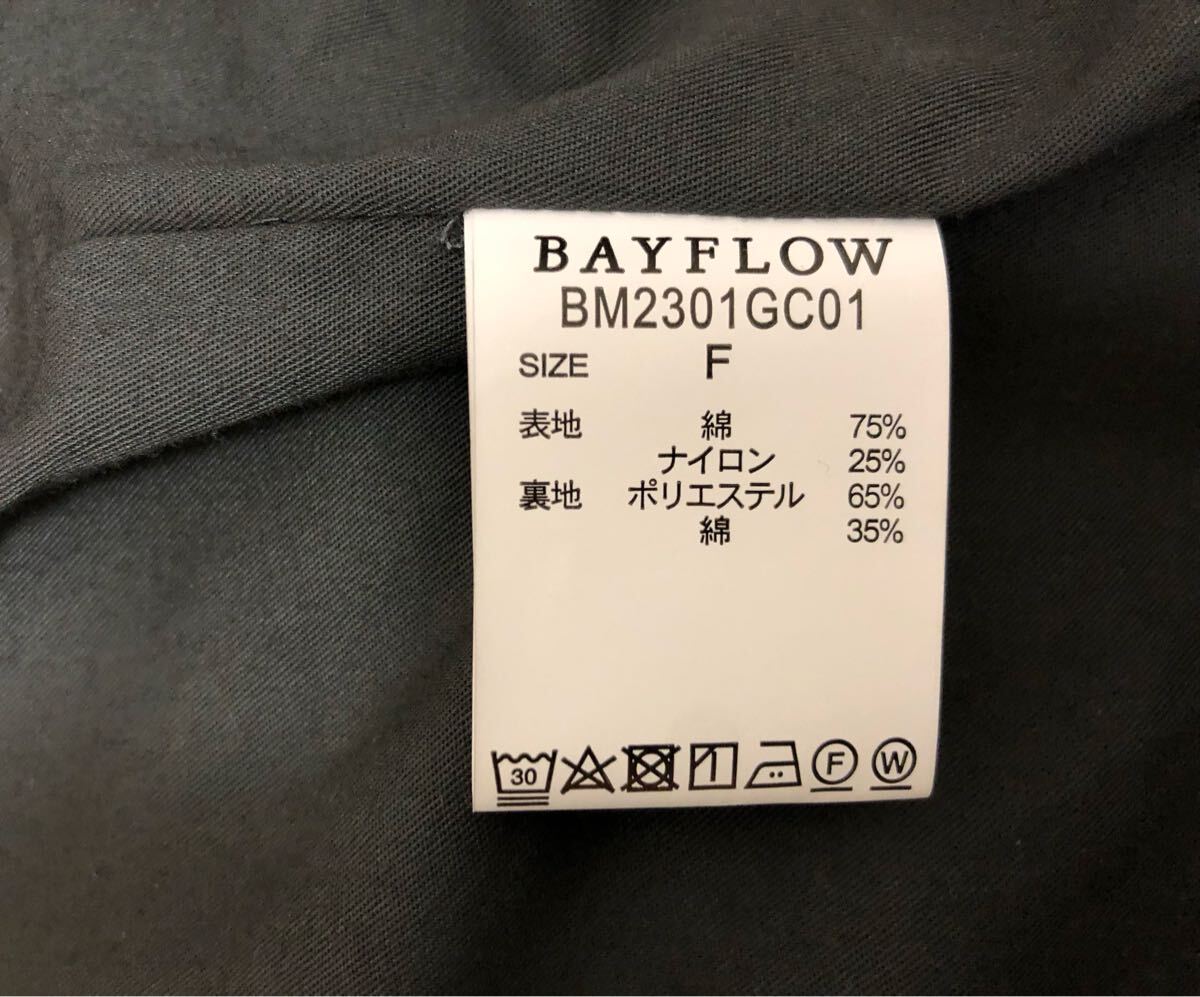 BAYFLOW
BM2301GC01
SIZE F
表地 綿 75%
ナイロン 25%
裏地 ポリエステル 65%
綿 35%
30 F W